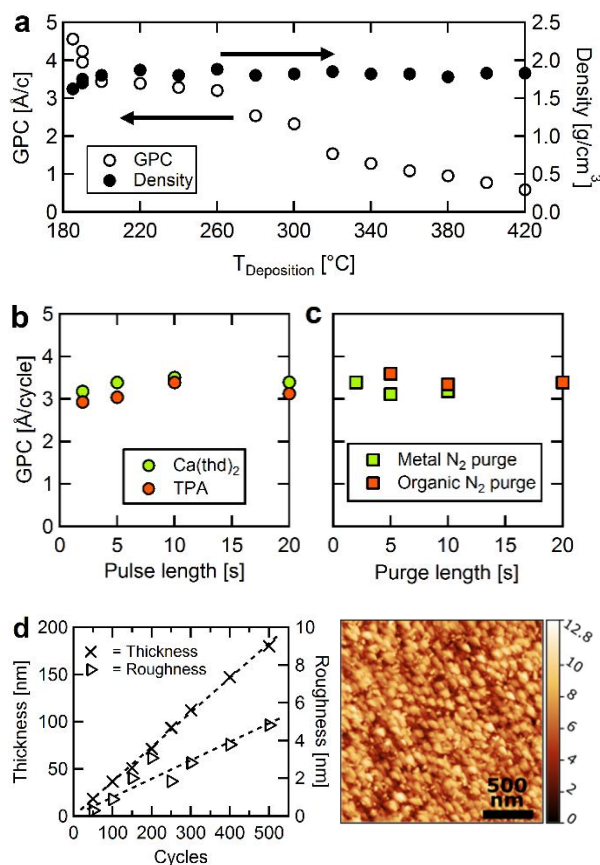 a
GPC [Å/c]
5
4
3
2
1
0
2.5
2.0
1.5
1.0
0.5
0.0
Density [g/cm³]
GPC
Density
180 220 260 300 340 380 420
T Deposition [°C]
b
c
GPC [Å/cycle]
5
4
3
2
1
0
Ca(thd)₂
TPA
Metal N₂ purge
Organic N₂ purge
0 5 10 15 20
0 5 10 15 20
Pulse length [s]
Purge length [s]
d
Thickness [nm]
200
150
100
50
0
× = Thickness
▷ = Roughness
10
8
6
4
2
0
Roughness [nm]
0 100 200 300 400 500
Cycles
500
nm
12.8
10
8
6
4
2
0